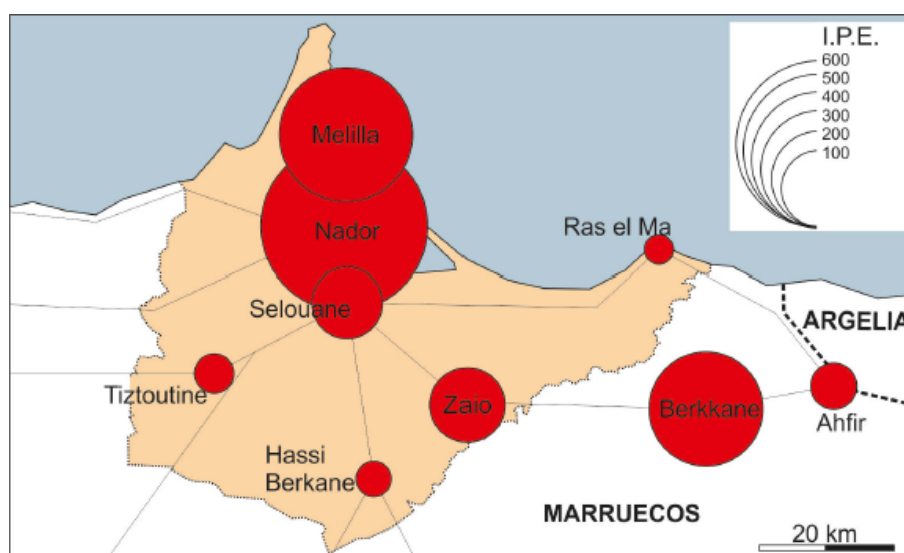 I.P.E.
600
500
400
300
200
100
Melilla
Nador
Ras el Ma
Selouane
ARGELIA
Tiztoutine
Zaio
Berkkane
Ahfir
Hassi
Berkane
MARRUECOS
20 km